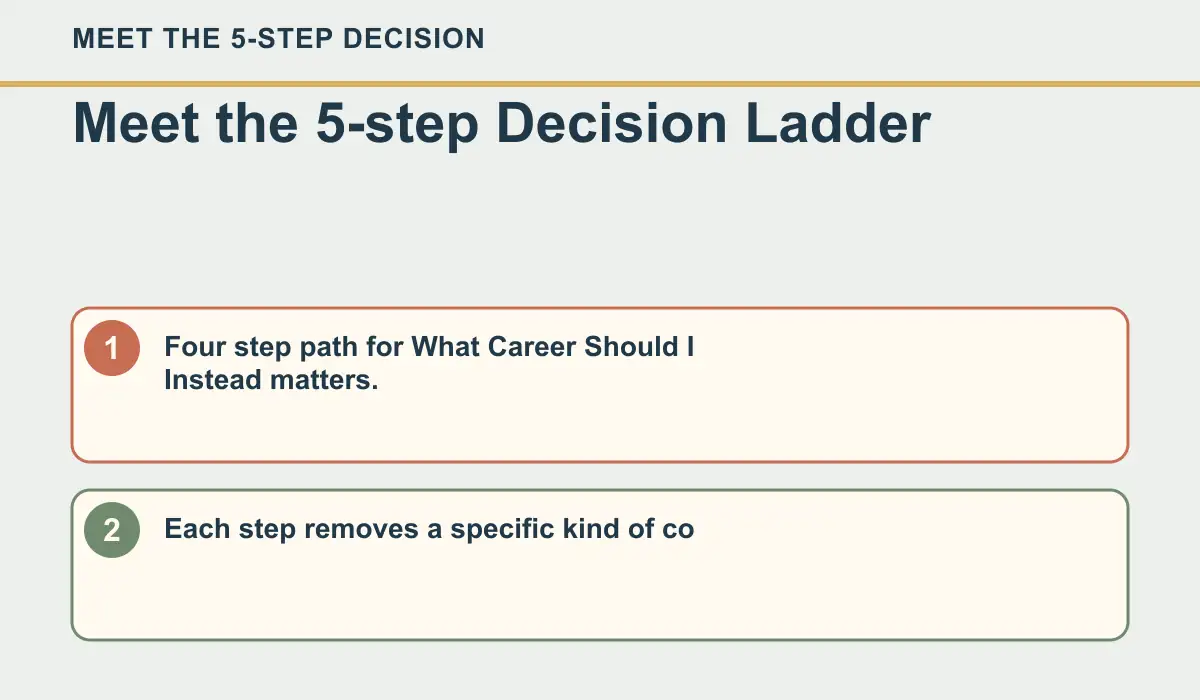 MEET THE 5-STEP DECISION
Meet the 5-step Decision Ladder
1
Four step path for What Career Should I
Instead matters.
2
Each step removes a specific kind of co